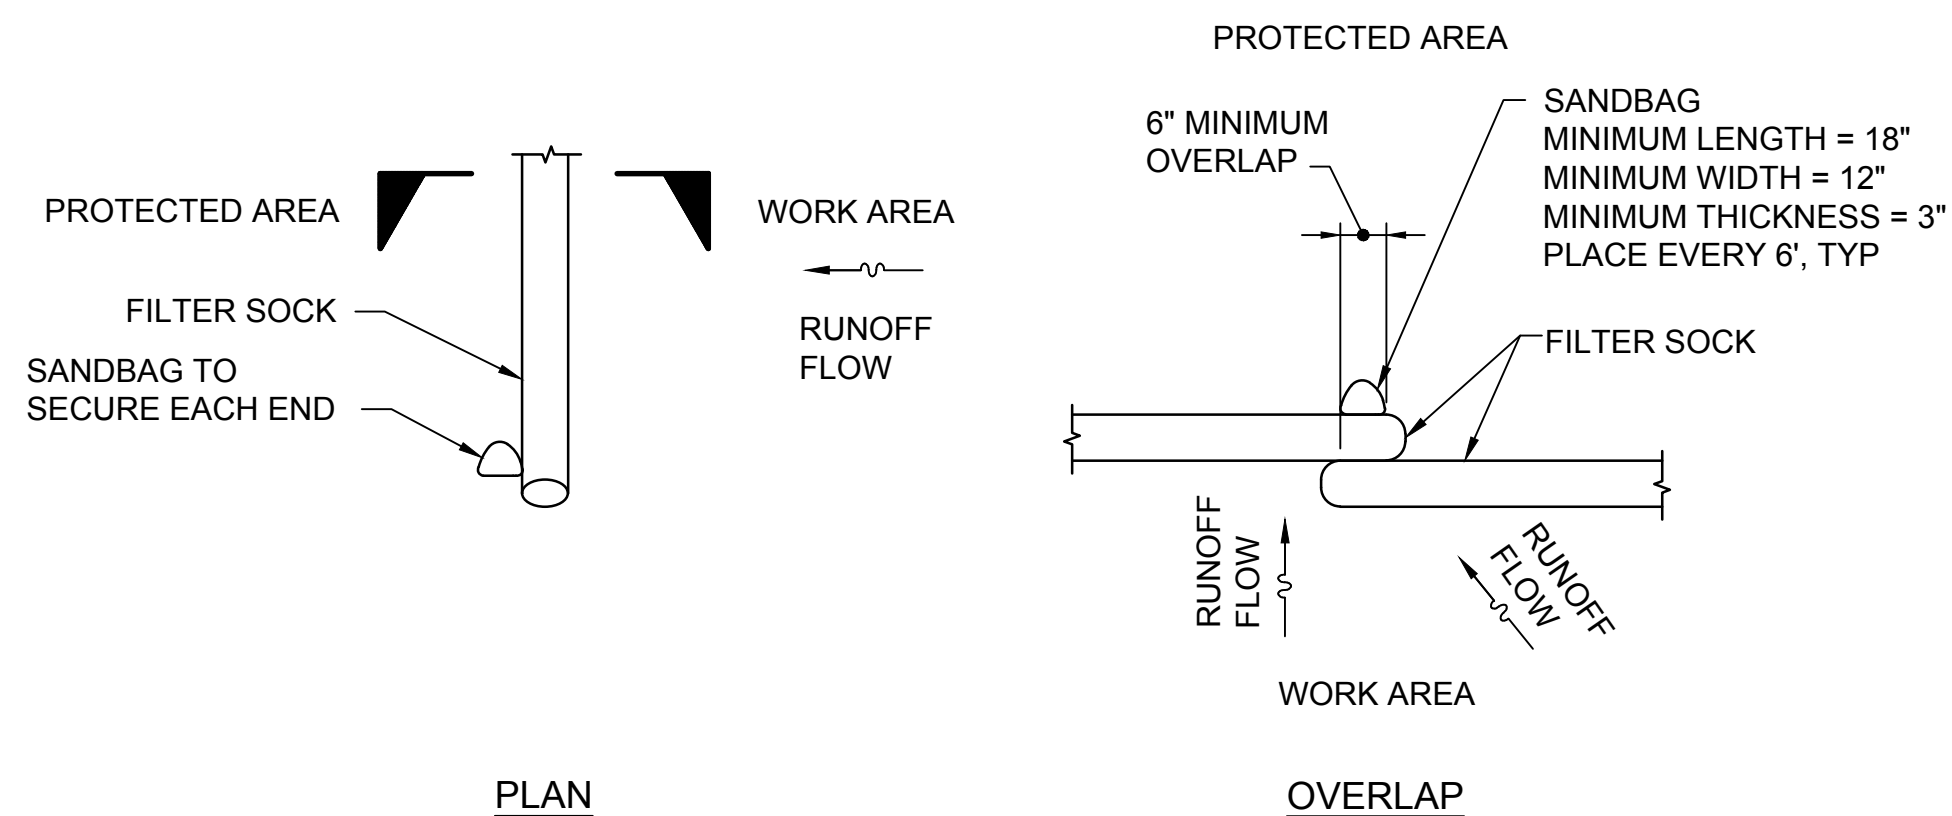 PROTECTED AREA
WORK AREA
RUNOFF
FLOW
FILTER SOCK
SANDBAG TO
SECURE EACH END
PLAN
PROTECTED AREA
6" MINIMUM
OVERLAP
SANDBAG
MINIMUM LENGTH = 18"
MINIMUM WIDTH = 12"
MINIMUM THICKNESS = 3"
PLACE EVERY 6', TYP
FILTER SOCK
RUNOFF
FLOW
RUNOFF
FLOW
WORK AREA
OVERLAP